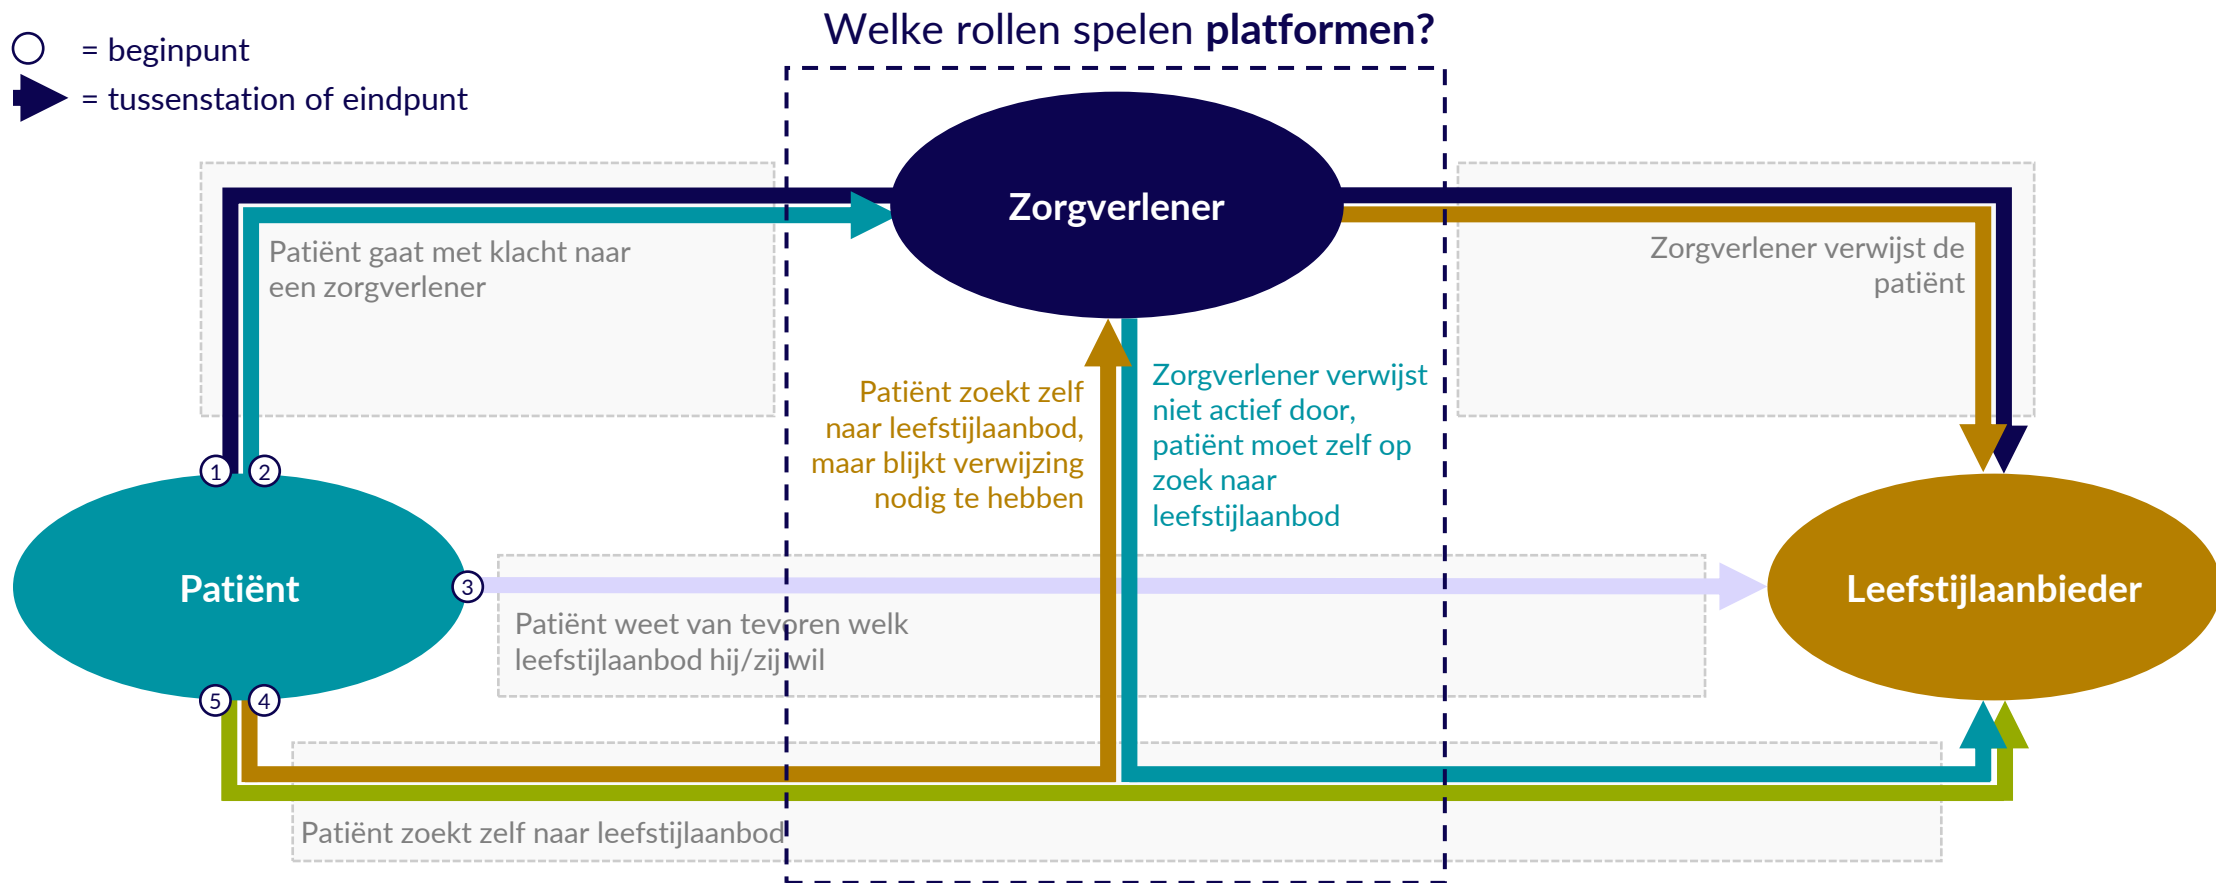 Welke rollen spelen platformen?
= beginpunt
= tussenstation of eindpunt
Zorgverlener
Patiënt gaat met klacht naar
een zorgverlener
Zorgverlener verwijst de
patiënt
Patiënt zoekt zelf
naar leefstijlaanbod,
maar blijkt verwijzing
nodig te hebben
Zorgverlener verwijst
niet actief door,
patiënt moet zelf op
zoek naar
leefstijlaanbod
1
2
Patiënt
3
Leefstijlaanbieder
Patiënt weet van tevoren welk
leefstijlaanbod hij/zij wil
5
4
Patiënt zoekt zelf naar leefstijlaanbod